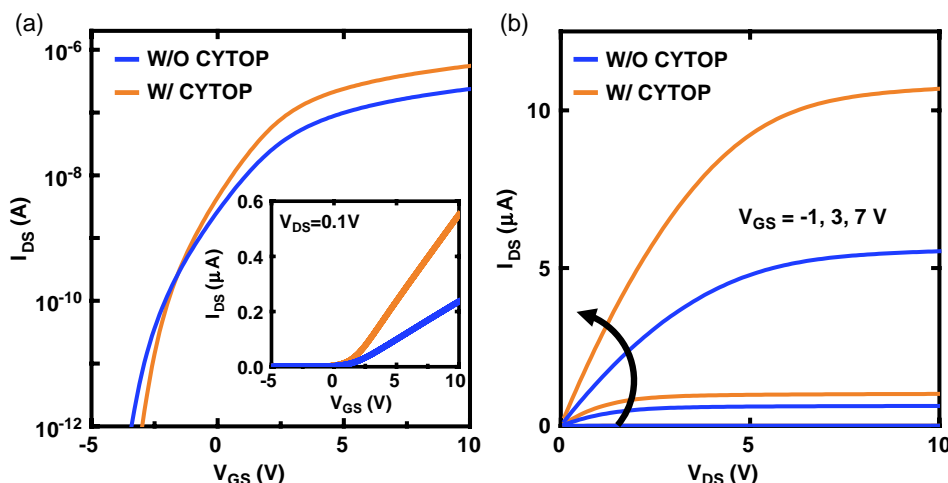 (a)
W/O CYTOP
W/ CYTOP
I_DS (A)
10^-6
10^-8
10^-10
10^-12
-5
0
5
10
V_GS (V)
V_DS=0.1V
I_DS (μA)
0.6
0.4
0.2
0.0
-5
0
5
10
V_GS (V)
(b)
W/O CYTOP
W/ CYTOP
V_GS = -1, 3, 7 V
I_DS (μA)
10
5
0
0
5
10
V_DS (V)